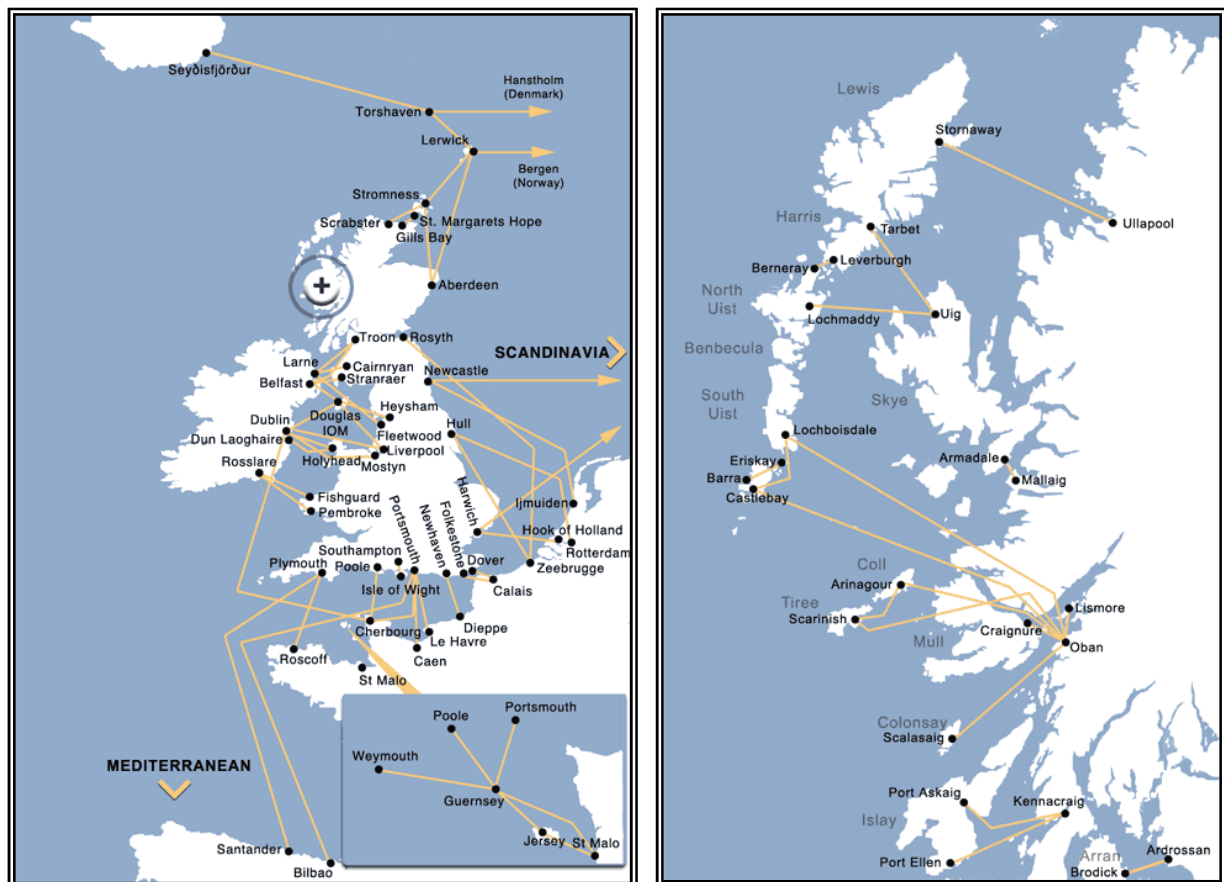 Seyðisfjörður
Hanstholm
(Denmark)
Torshaven
Lerwick
Bergen
(Norway)
Stromness
Scrabster
St. Margarets Hope
Gills Bay
Aberdeen
Troon
Rosyth
SCANDINAVIA
Larne
Cairnryan
Belfast
Stranraer
Newcastle
Douglas
IOM
Heysham
Dublin
Hull
Fleetwood
Dun Laoghaire
Liverpool
Holyhead
Mostyn
Rosslare
Fishguard
Pembroke
Portsmouth
Newhaven
Folkestone
Harwich
Ijmuiden
Hook of Holland
Rotterdam
Southampton
Plymouth
Poole
Dover
Zeebrugge
Isle of Wight
Calais
Cherbourg
Dieppe
Le Havre
Roscoff
Caen
St Malo
Poole
Portsmouth
Weymouth
MEDITERRANEAN
Guernsey
Jersey
St Malo
Santander
Bilbao
Lewis
Stornaway
Harris
Tarbet
Ullapool
Berneray
Leverburgh
North
Uist
Lochmaddy
Uig
Benbecula
South
Uist
Skye
Lochboisdale
Eriskay
Armadale
Barra
Mallaig
Castlebay
Coll
Arinagour
Tiree
Scarinish
Lismore
Craignure
Mull
Oban
Colonsay
Scalasaig
Port Askaig
Kennacraig
Islay
Port Ellen
Arran
Ardrossan
Brodick